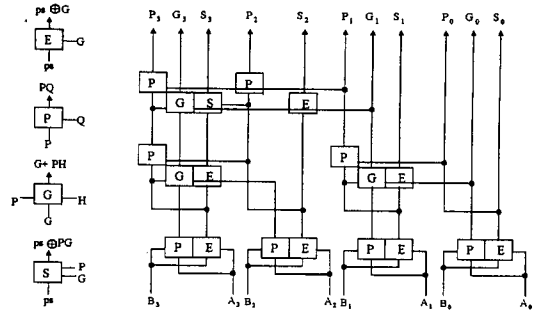 ps ⊕G
E
G
ps
PQ
P
Q
P
G+ PH
P
G
H
G
ps ⊕PG
S
P
G
ps
P₃ G₃ S₃ P₂ S₂ P₁ G₁ S₁ P₀ G₀ S₀
P P
G S E
P P
G E G E
P E P E P E P E
B₃ A₃ B₂ A₂ B₁ A₁ B₀ A₀